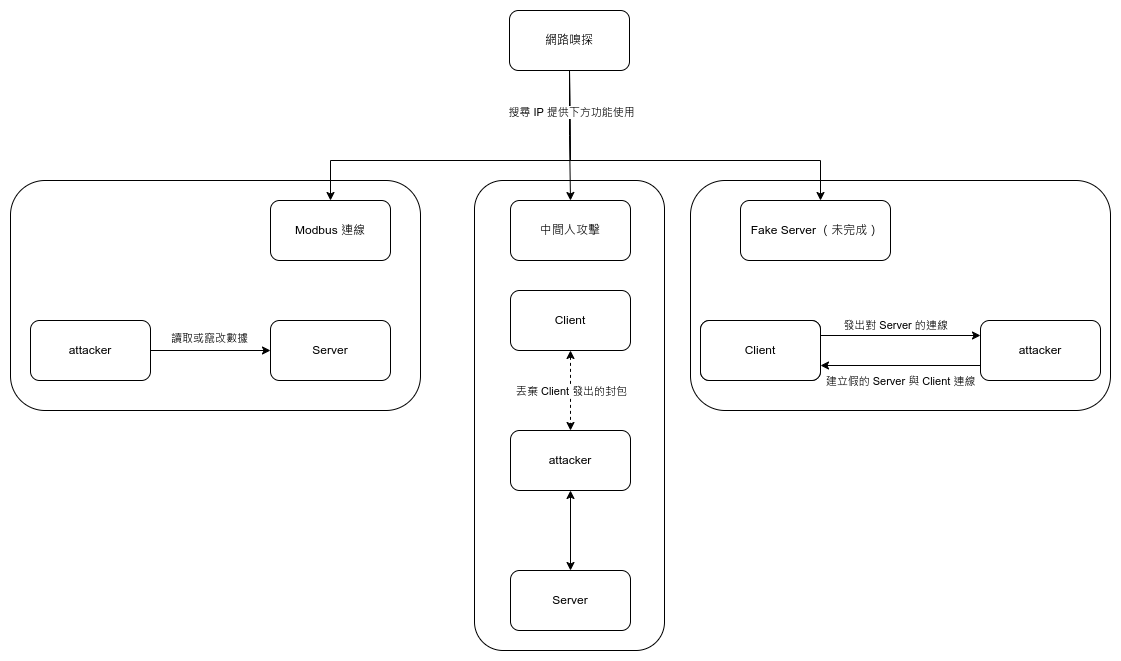 網路嗅探
搜尋 IP 提供下方功能使用
Modbus 連線
attacker
讀取或竄改數據
Server
中間人攻擊
Client
丟棄 Client 發出的封包
attacker
Server
Fake Server （未完成）
Client
發出對 Server 的連線
attacker
建立假的 Server 與 Client 連線